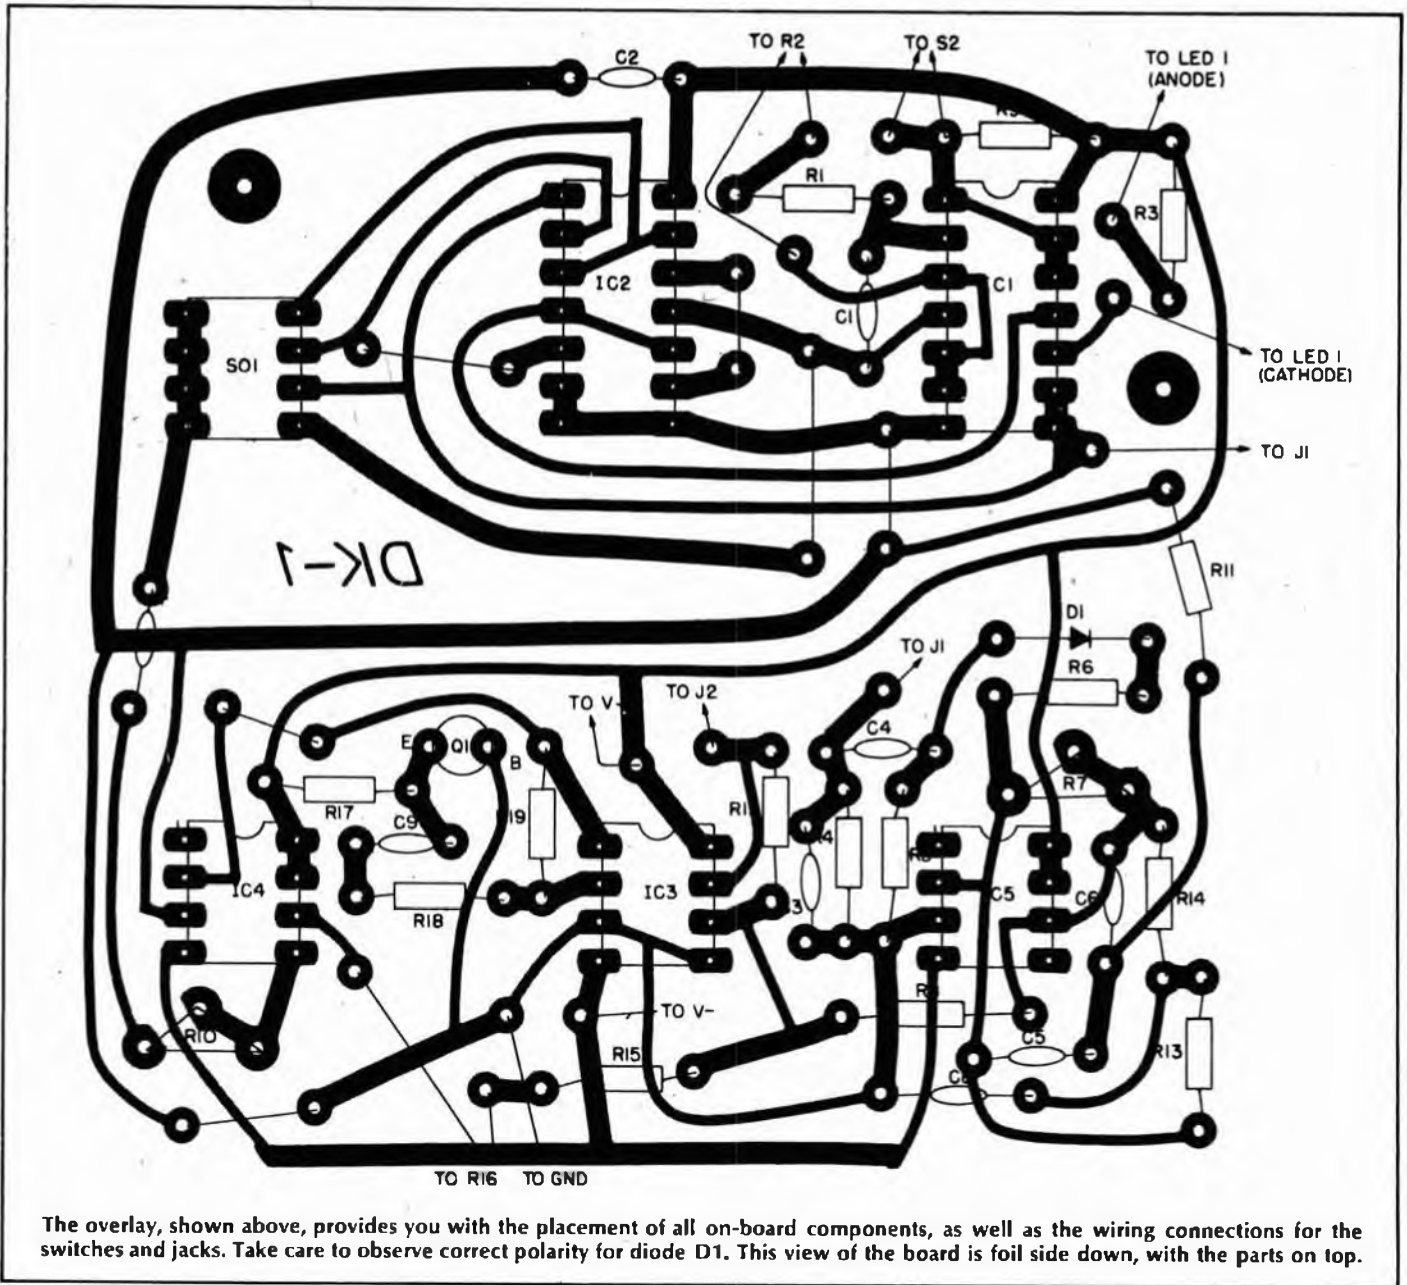 C2
TO R2
TO S2
TO LED 1
(ANODE)
R1
R3
IC2
C1
SO1
TO LED 1
(CATHODE)
TO J1
DK-1
R11
D1
TO J1
R6
TO V-
TO J2
E
Q1
B
C4
R17
C9
R7
IC4
R18
IC3
R14
TO V-
R10
R15
C5
R13
TO R16
TO GND
The overlay, shown above, provides you with the placement of all on-board components, as well as the wiring connections for the
switches and jacks. Take care to observe correct polarity for diode D1. This view of the board is foil side down, with the parts on top.